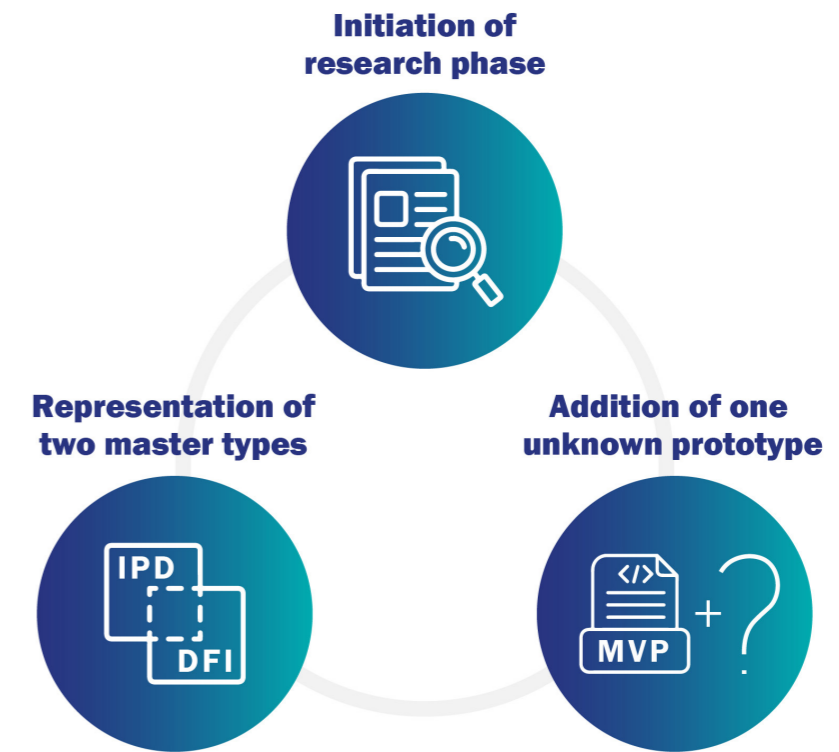 Initiation of
research phase
Representation of
two master types
Addition of one
unknown prototype
IPD
DFI
</>
MVP
+ ?